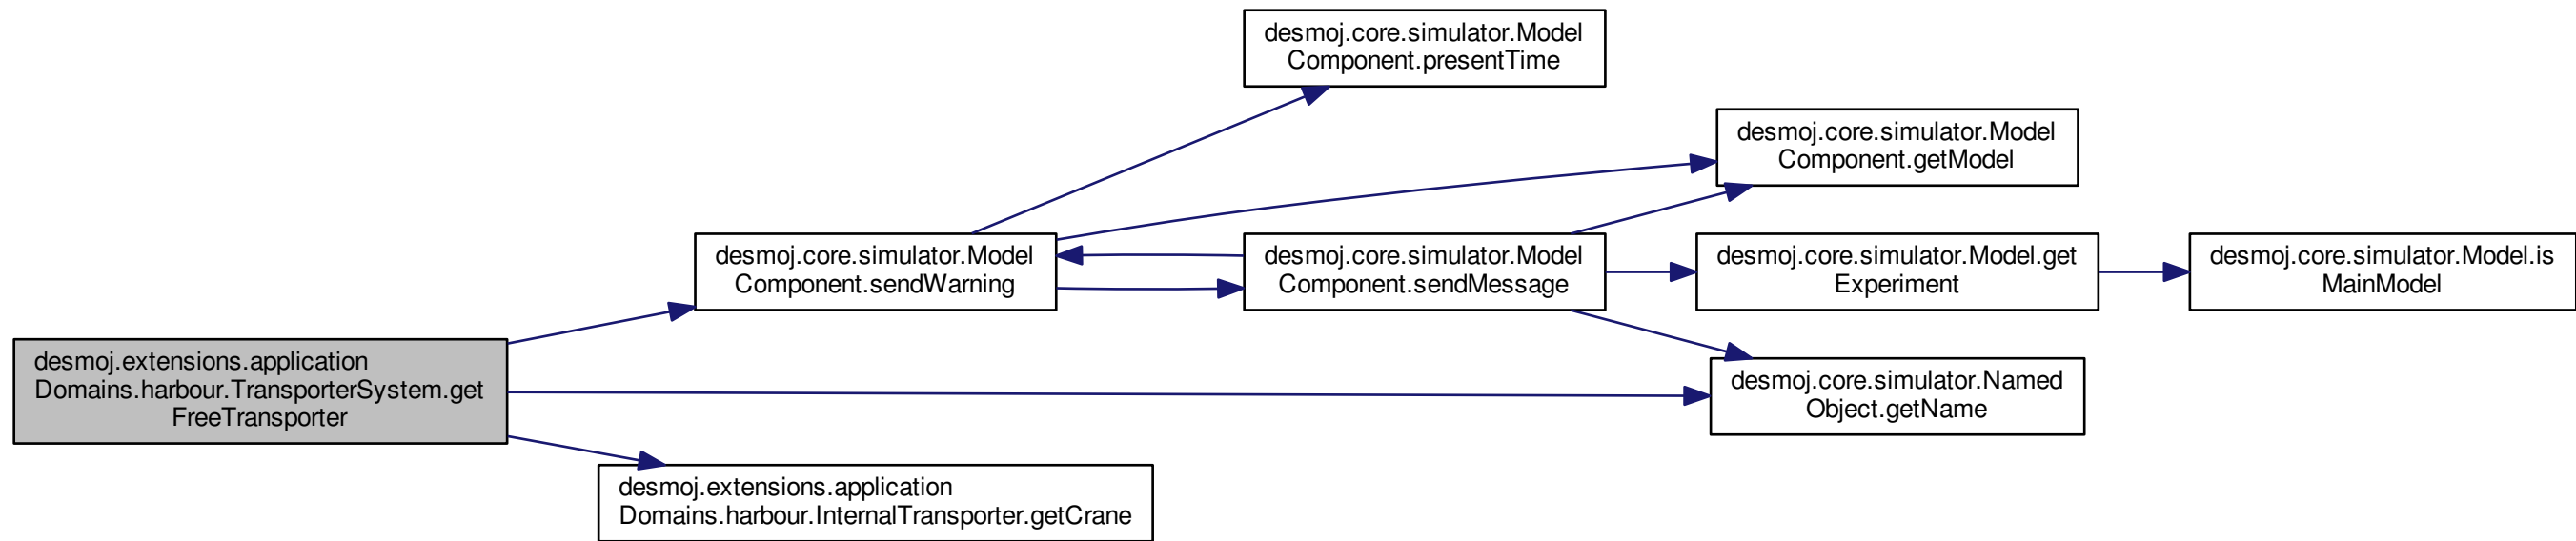 desmoj.core.simulator.Model
Component.presentTime
desmoj.core.simulator.Model
Component.getModel
desmoj.core.simulator.Model
Component.sendWarning
desmoj.core.simulator.Model
Component.sendMessage
desmoj.core.simulator.Model.get
Experiment
desmoj.core.simulator.Model.is
MainModel
desmoj.extensions.application
Domains.harbour.TransporterSystem.get
FreeTransporter
desmoj.core.simulator.Named
Object.getName
desmoj.extensions.application
Domains.harbour.InternalTransporter.getCrane